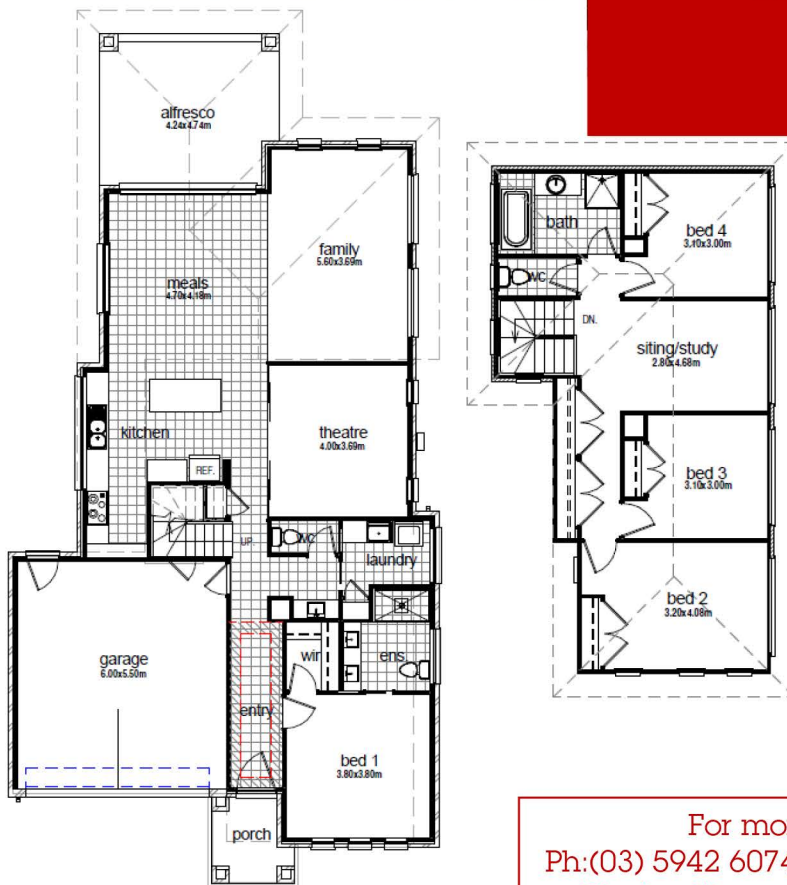 alfresco
4.24x4.74m
family
5.60x3.69m
meals
4.70x4.18m
kitchen
REF.
theatre
4.00x3.69m
UP.
wc
laundry
garage
6.00x5.50m
wir
ens.
entry
bed 1
3.80x3.80m
porch
bath
bed 4
3.10x3.00m
wc
DN.
siting/study
2.80x4.68m
bed 3
3.10x3.00m
bed 2
3.20x4.08m
For mo
Ph:(03) 5942 6074